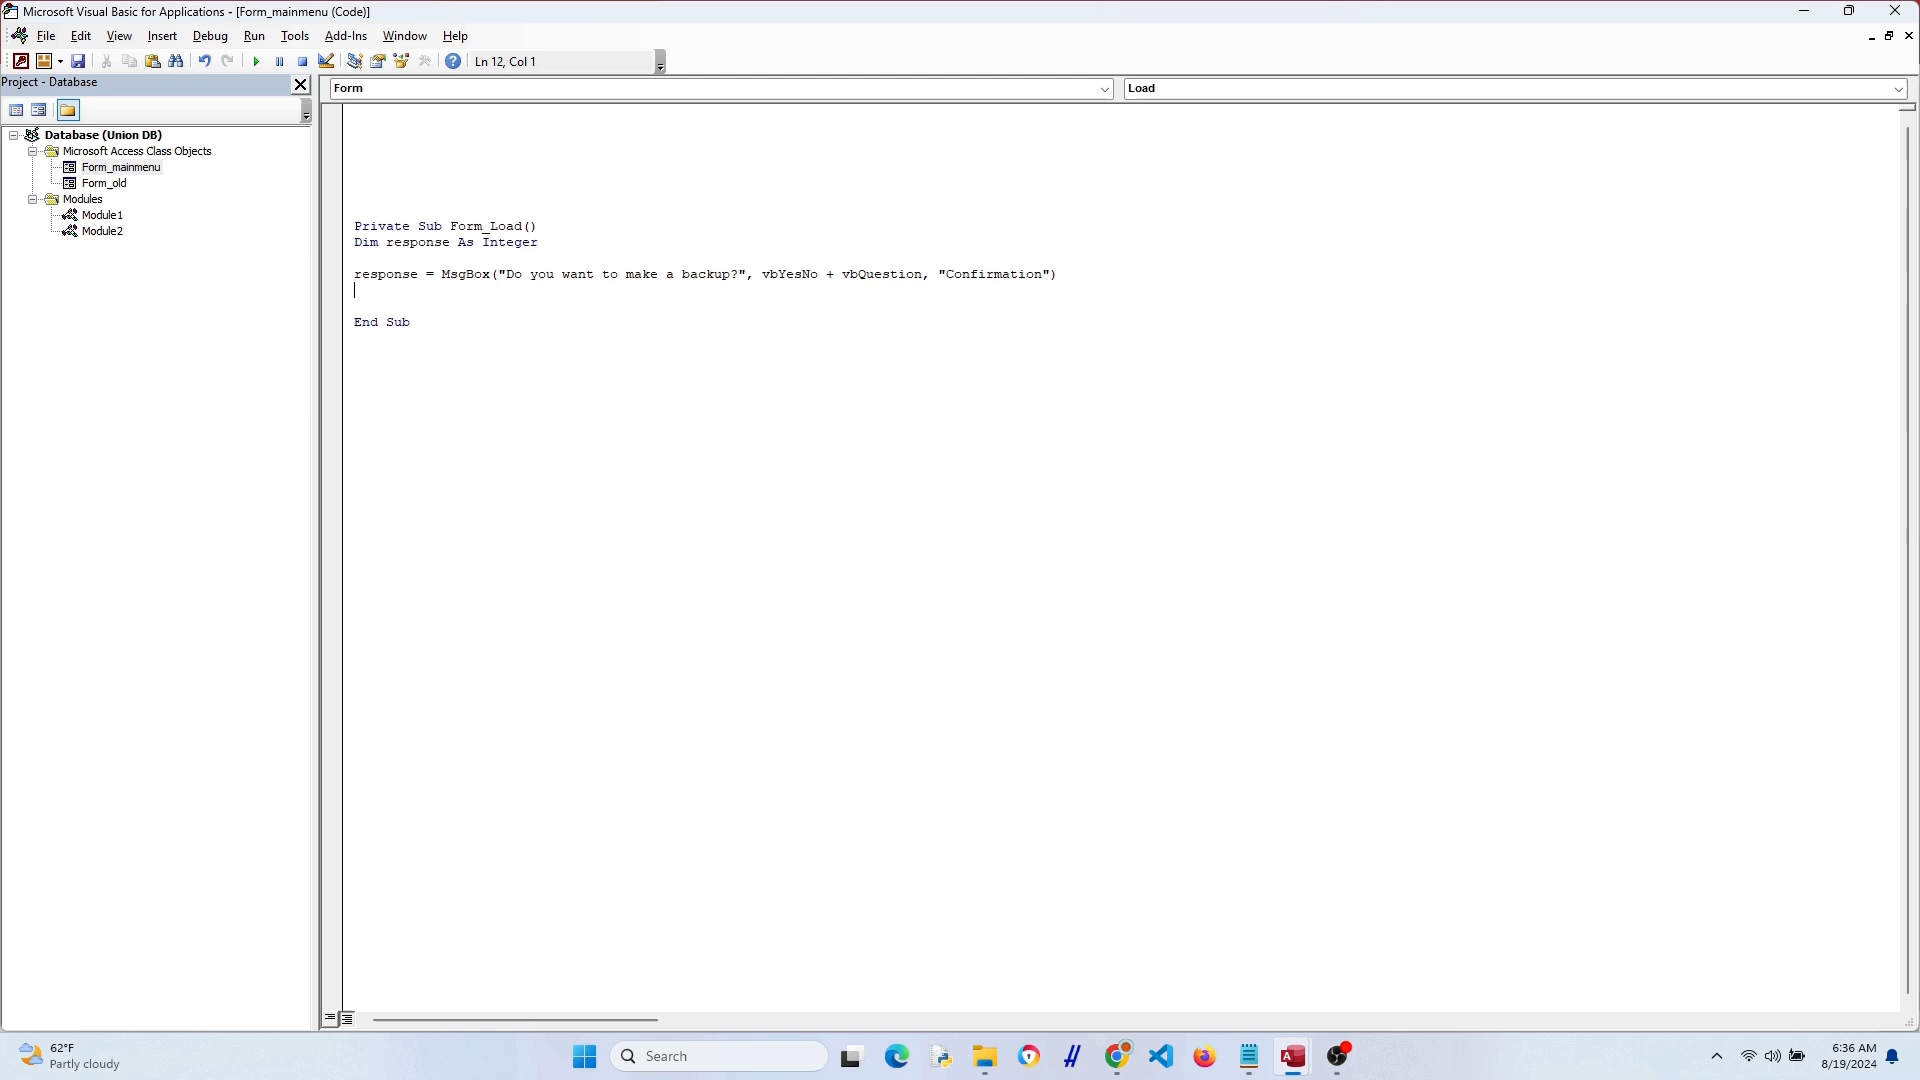 Microsoft Visual Basic for Applications - [Form_mainmenu (Code)]
File Edit View Insert Debug Run Tools Add-Ins Window Help
Ln 12, Col 1
Project - Database
Form
Load
Database (Union DB)
Microsoft Access Class Objects
Form_mainmenu
Form_old
Modules
Module1
Module2
Private Sub Form_Load()
Dim response As Integer
response = MsgBox("Do you want to make a backup?", vbYesNo + vbQuestion, "Confirmation")
End Sub
62°F
Partly cloudy
Search
6:36 AM
8/19/2024